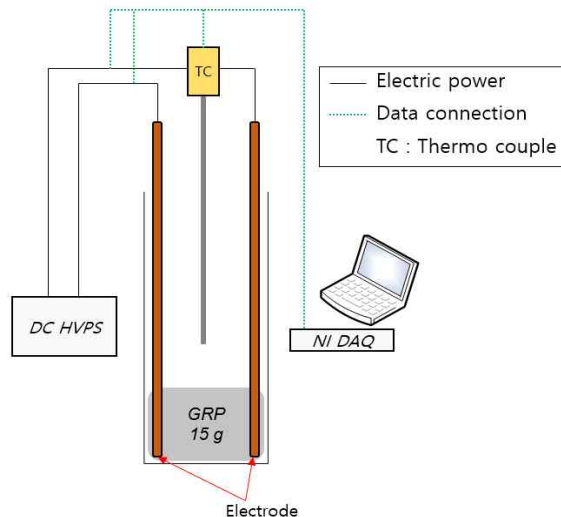 TC
Electric power
Data connection
TC : Thermo couple
DC HVPS
NI DAQ
GRP
15 g
Electrode